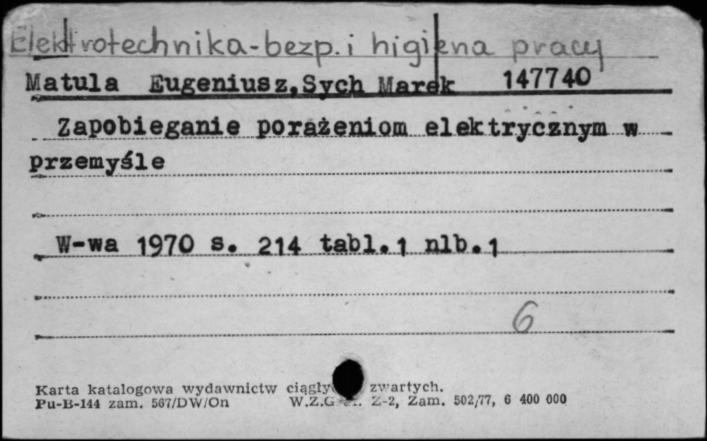 Elektrotechnika-bezp. i higiena pracy
Matula Eugeniusz, Sych Marek 147740
Zapobieganie porażeniom elektrycznym w
przemyśle
W-wa 1970 s. 214 tabl.1 nlb.1
6
Karta katalogowa wydawnictw ciągły zwartych.
Pu-B-144 zam. 567/DW/On W.Z.G Z-2, Zam. 502/77, 6 400 000